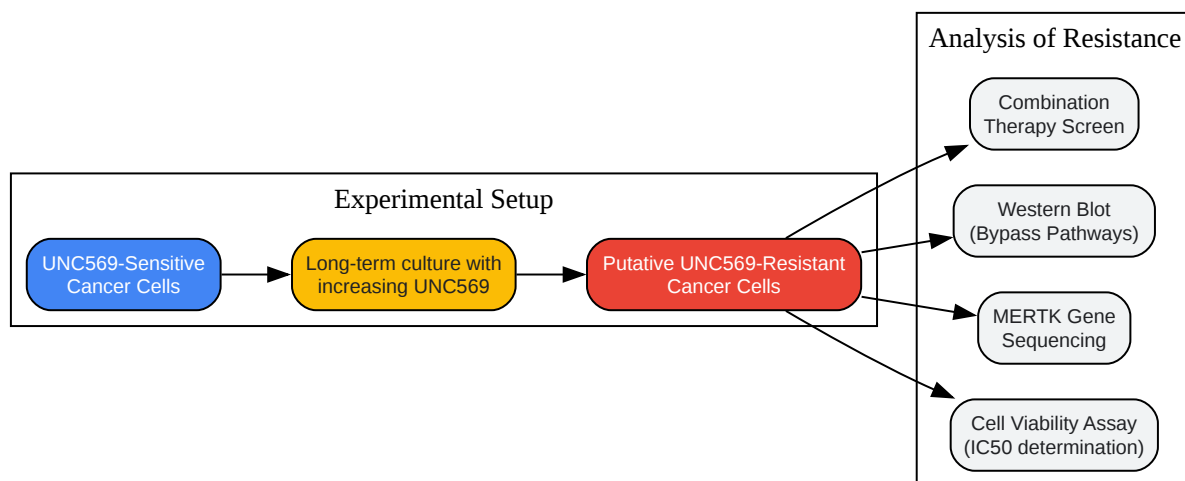 Analysis of Resistance
Combination
Therapy Screen
Experimental Setup
Western Blot
(Bypass Pathways)
UNC569-Sensitive
Cancer Cells
Long-term culture with
increasing UNC569
Putative UNC569-Resistant
Cancer Cells
MERTK Gene
Sequencing
Cell Viability Assay
(IC50 determination)